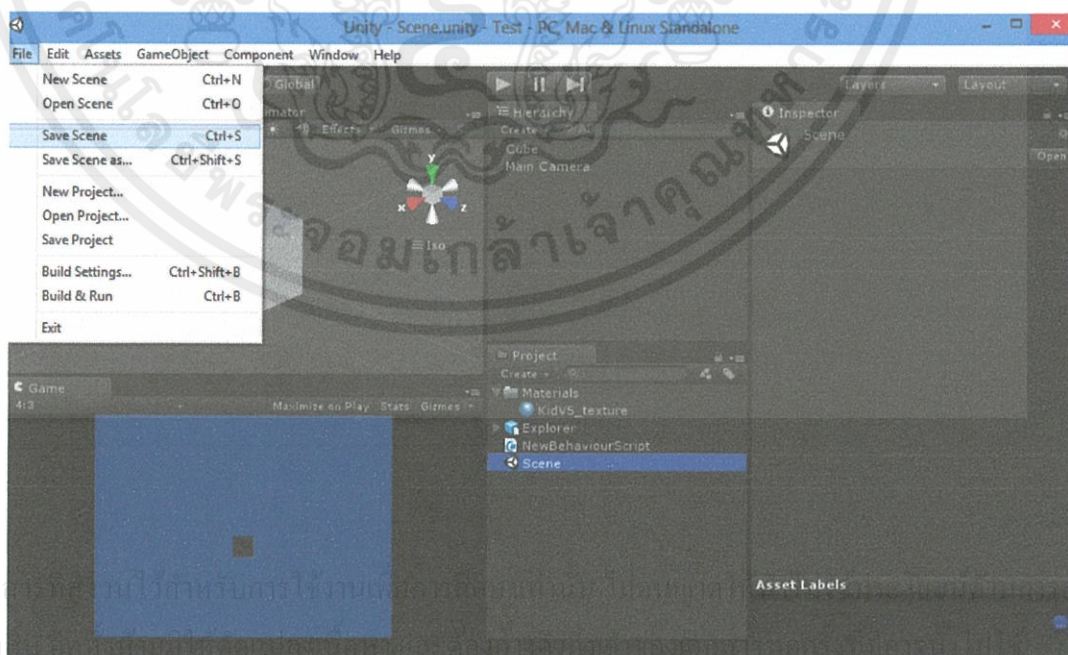 Unity - Scene.unity - Test - PC, Mac & Linux Standalone
File Edit Assets GameObject Component Window Help
New Scene Ctrl+N
Open Scene Ctrl+O
Save Scene Ctrl+S
Save Scene as... Ctrl+Shift+S
New Project...
Open Project...
Save Project
Build Settings... Ctrl+Shift+B
Build & Run Ctrl+B
Exit
Global
Layers
Layout
Effects Gizmos
y
x
z
Iso
Hierarchy
Create
Cube
Main Camera
Inspector
Scene
Open
Game
4:3
Maximize on Play Stats Gizmos
Project
Create
Materials
KidV5_texture
Explorer
NewBehaviourScript
Scene
Asset Labels